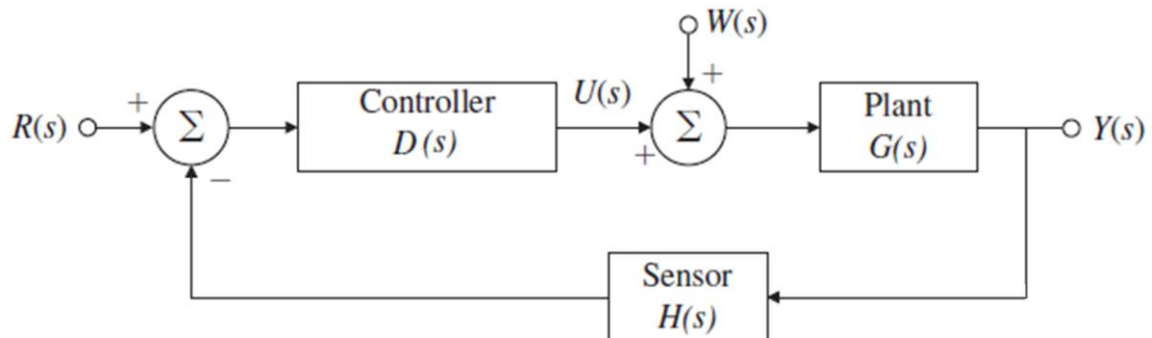 W(s)
+
Controller
D(s)
U(s)
Plant
G(s)
R(s)
+
Σ
Σ
+
Y(s)
−
Sensor
H(s)